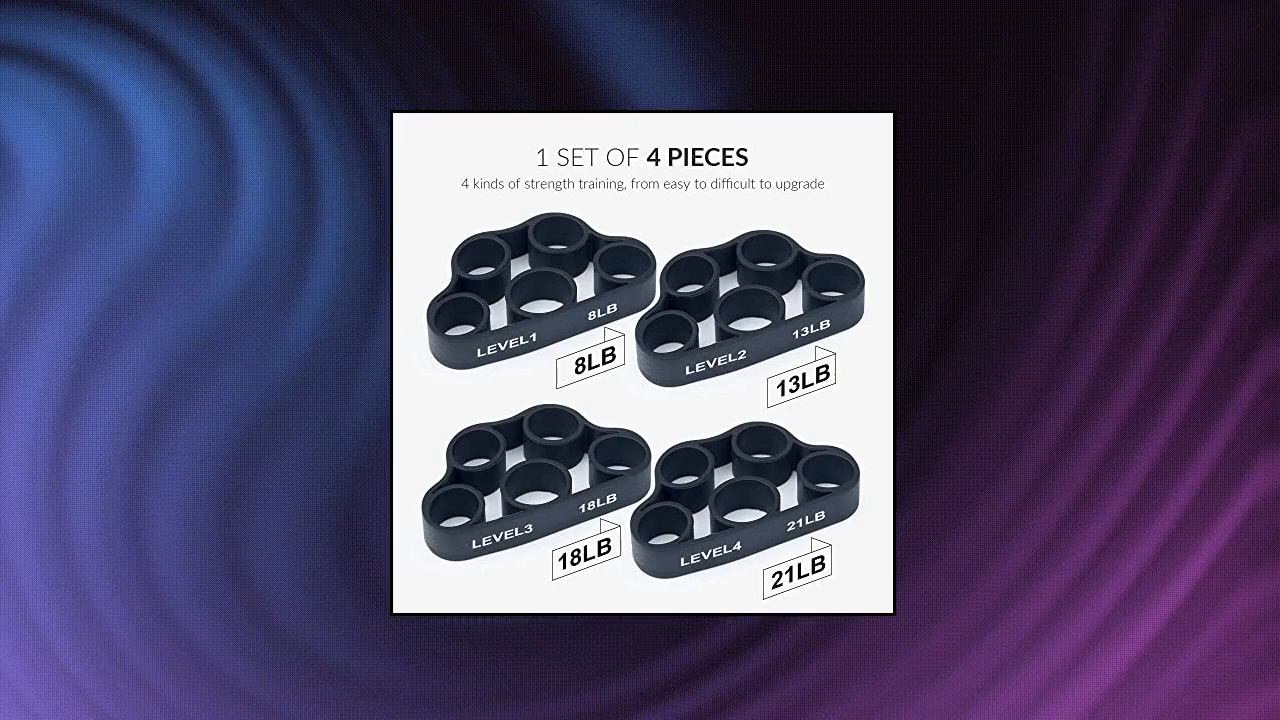 1 SET OF 4 PIECES
4 kinds of strength training, from easy to difficult to upgrade
LEVEL1 8LB
8LB
LEVEL2 13LB
13LB
LEVEL3 18LB
18LB
LEVEL4 21LB
21LB